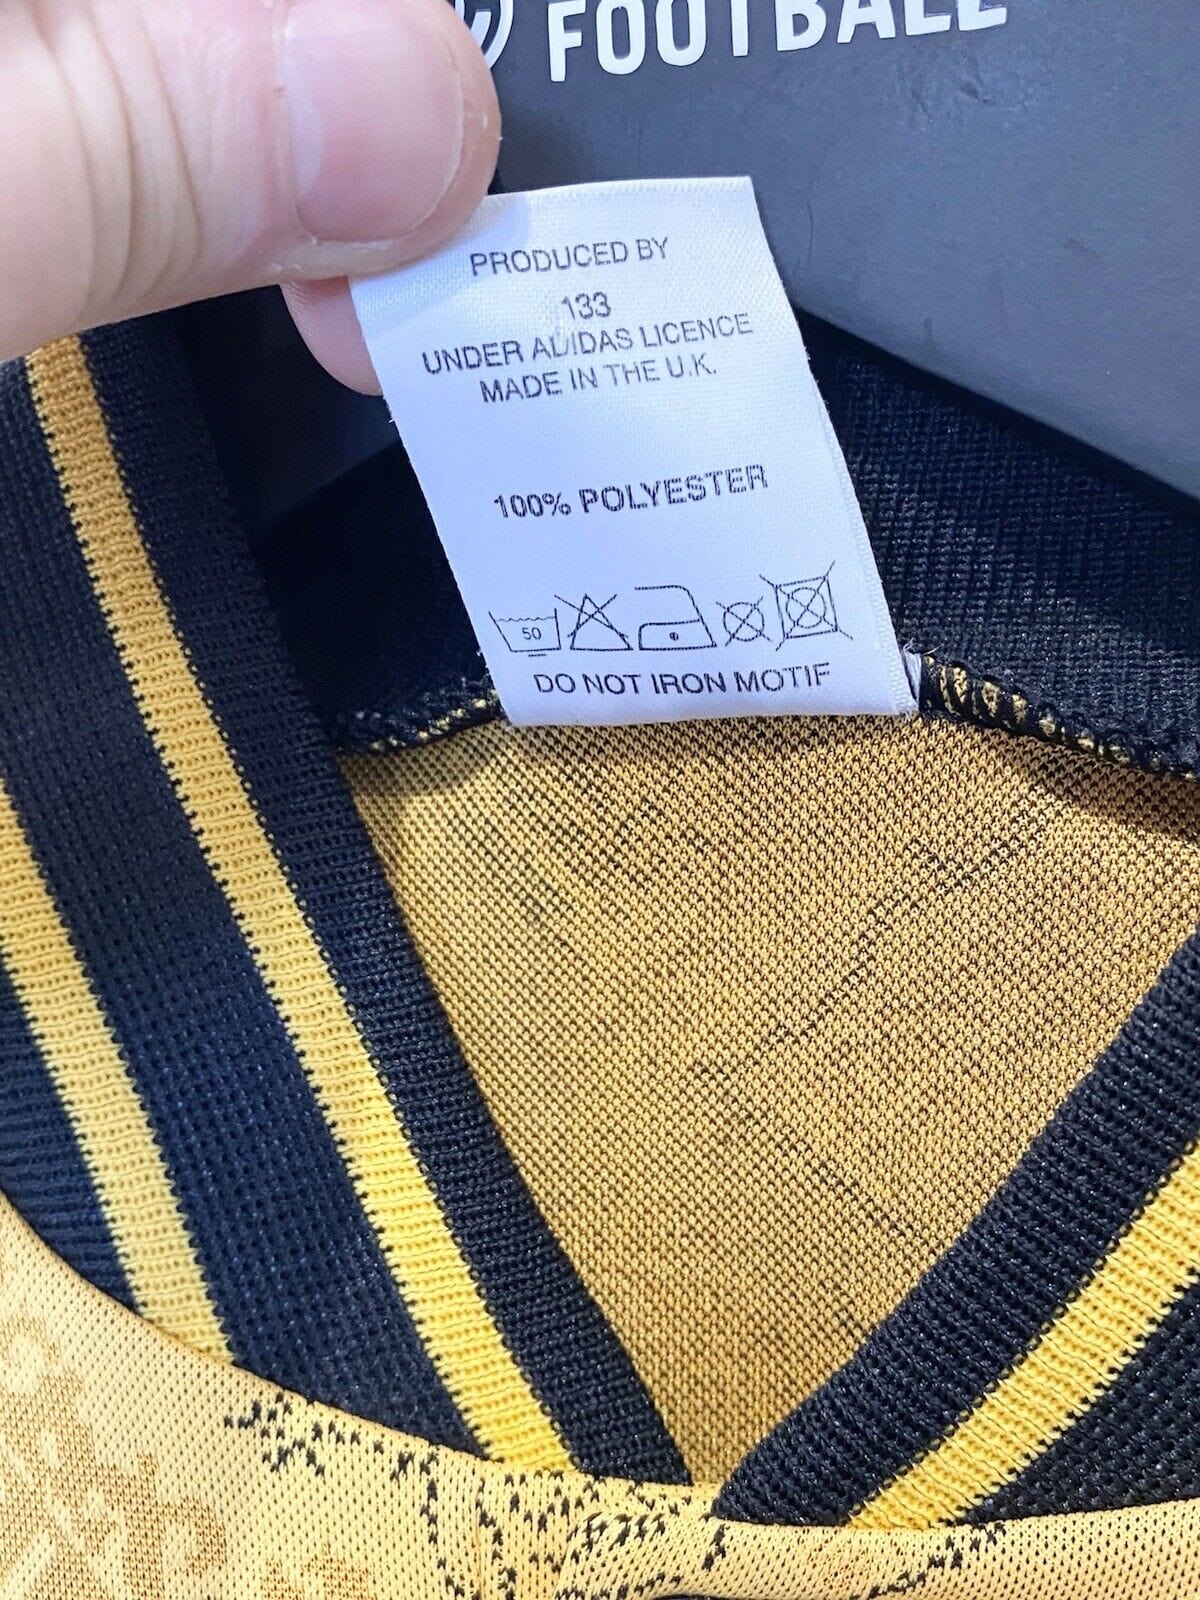 FOOTBALL
PRODUCED BY
133
UNDER ADIDAS LICENCE
MADE IN THE U.K.
100% POLYESTER
50
DO NOT IRON MOTIF